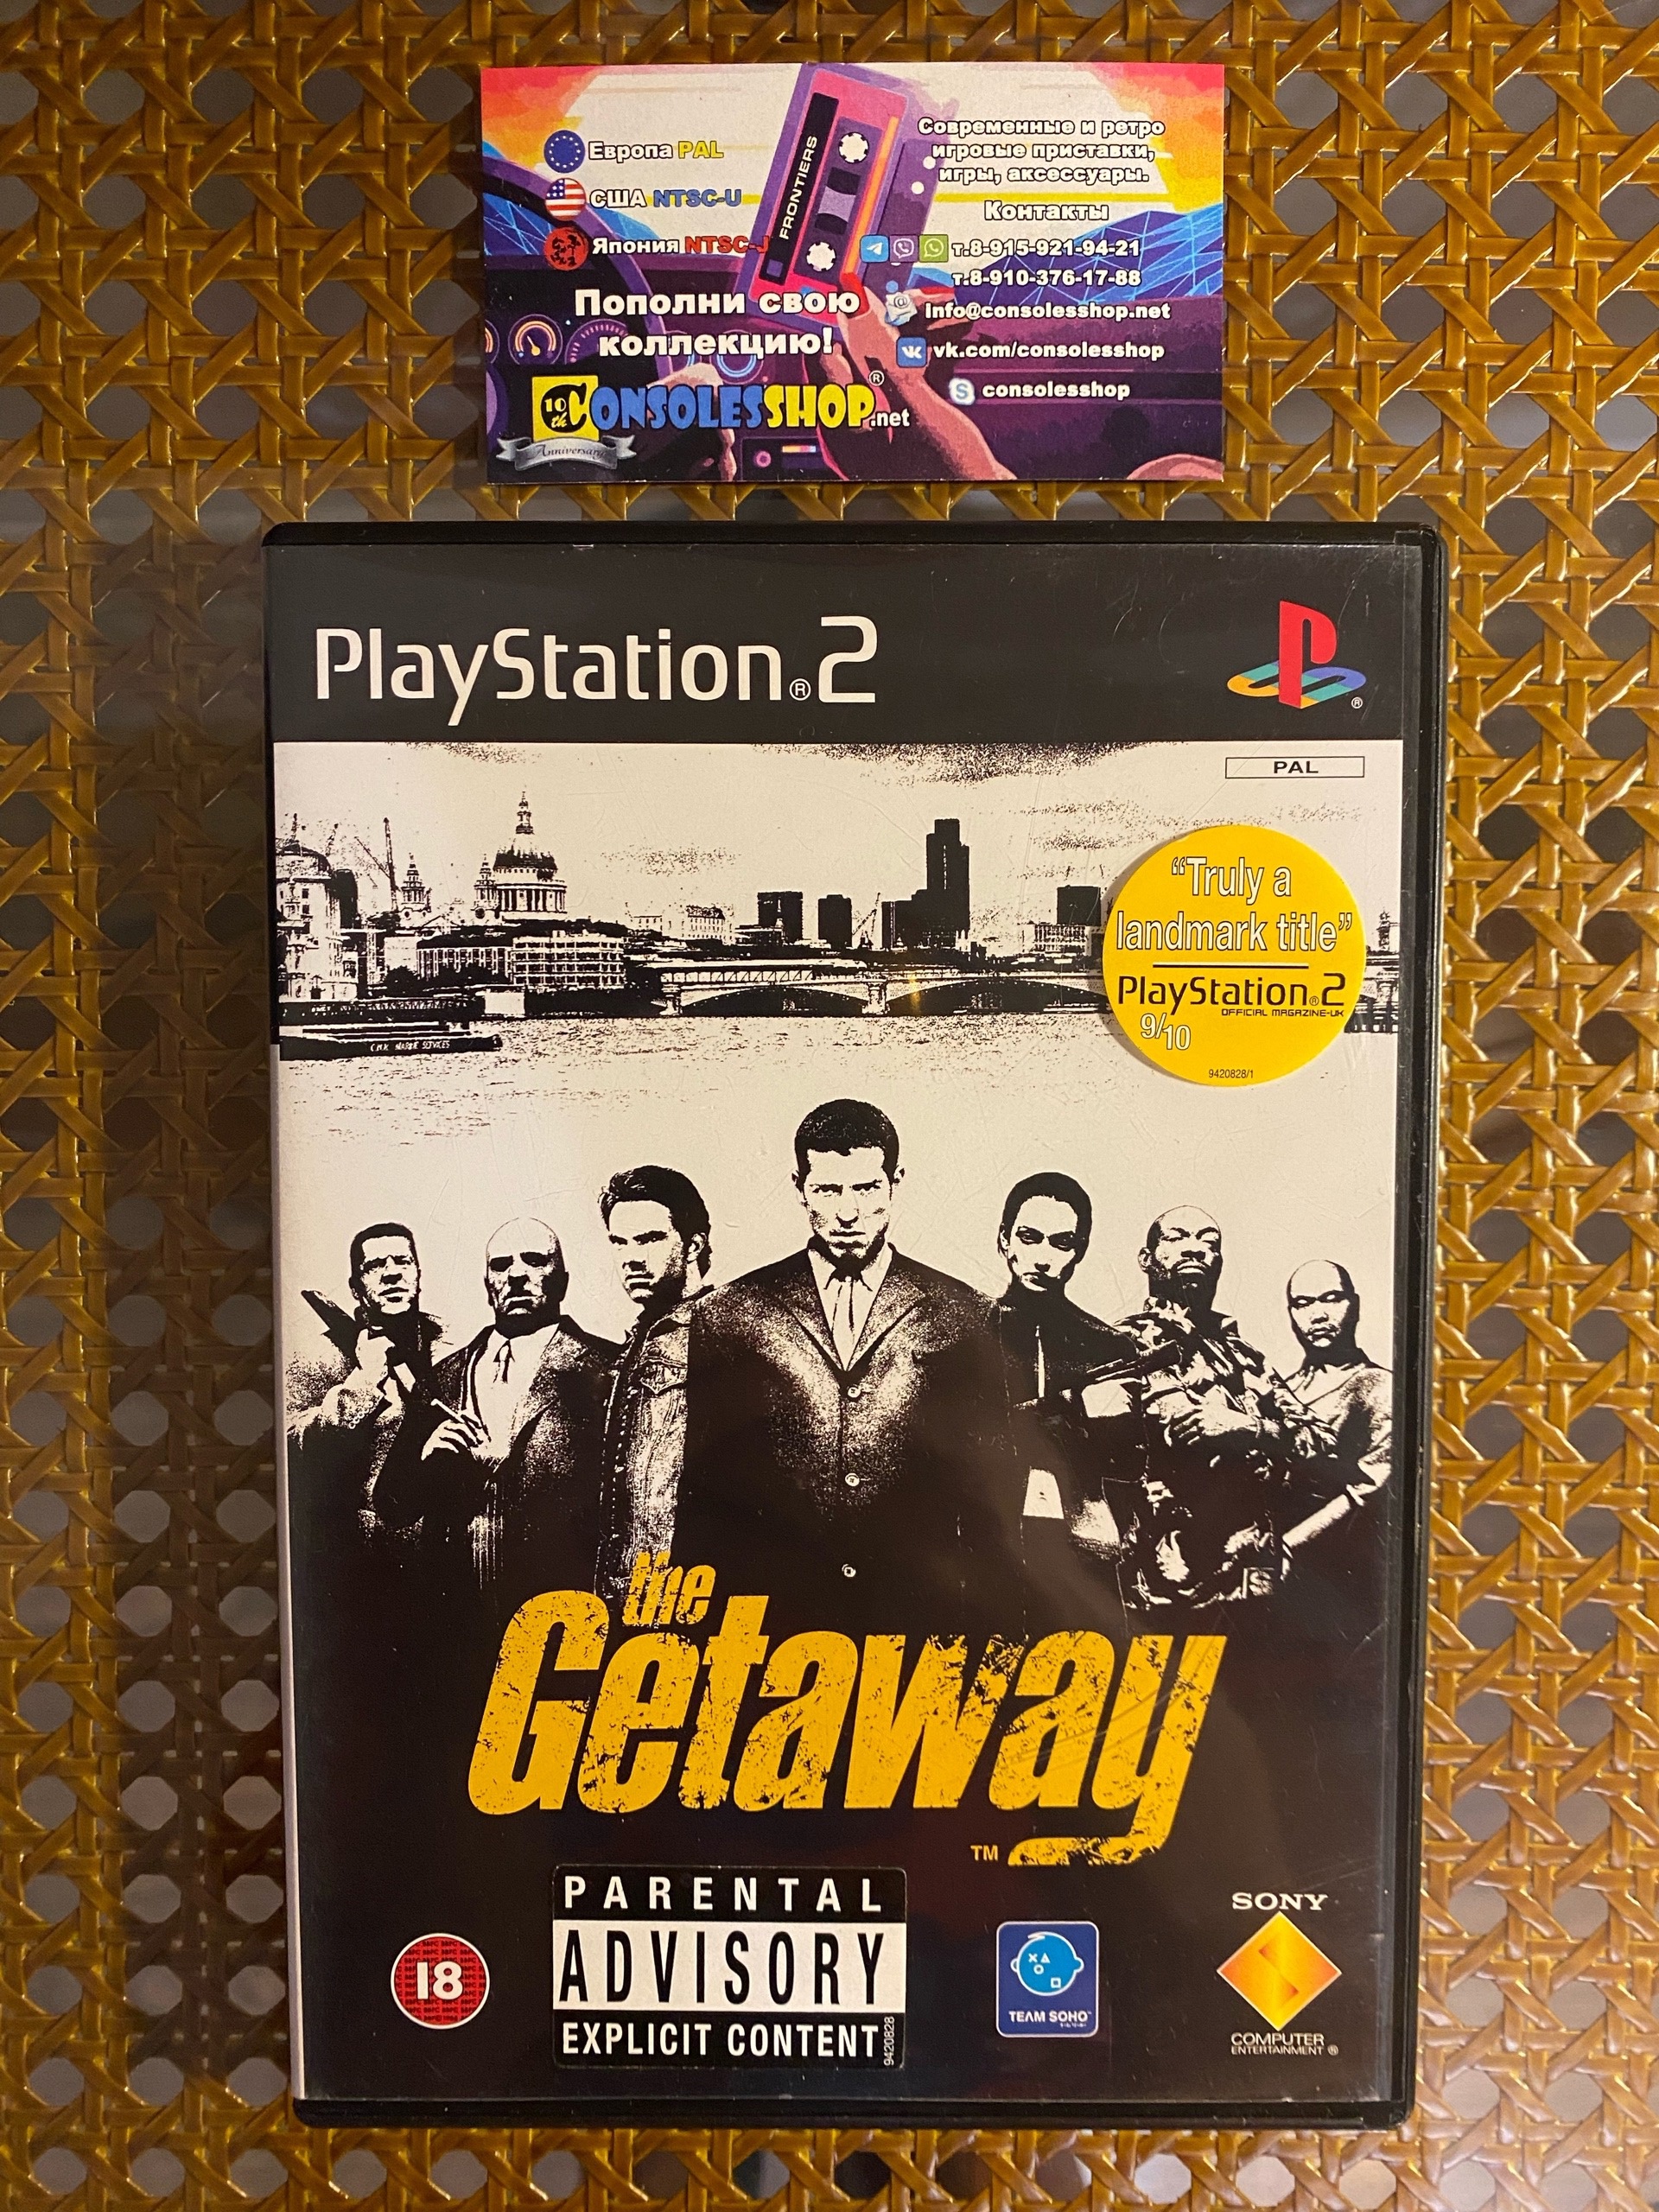 Европа PAL
США NTSC-U
Япония NTSC-J
Пополни свою
коллекцию!
10th
CONSOLESSHOP®.net
Anniversary
FRONTIERS
Современные и ретро
игровые приставки,
игры, аксессуары.
Контакты
т.8-915-921-94-21
т.8-910-376-17-88
info@consolesshop.net
vk.com/consolesshop
consolesshop
PlayStation®2
PAL
“Truly a
landmark title”
PlayStation®2
OFFICIAL MAGAZINE-UK
9/10
9420828/1
the
Getaway
TM
18
PARENTAL
ADVISORY
EXPLICIT CONTENT
9420828
TEAM SOHO™
SONY
COMPUTER
ENTERTAINMENT®